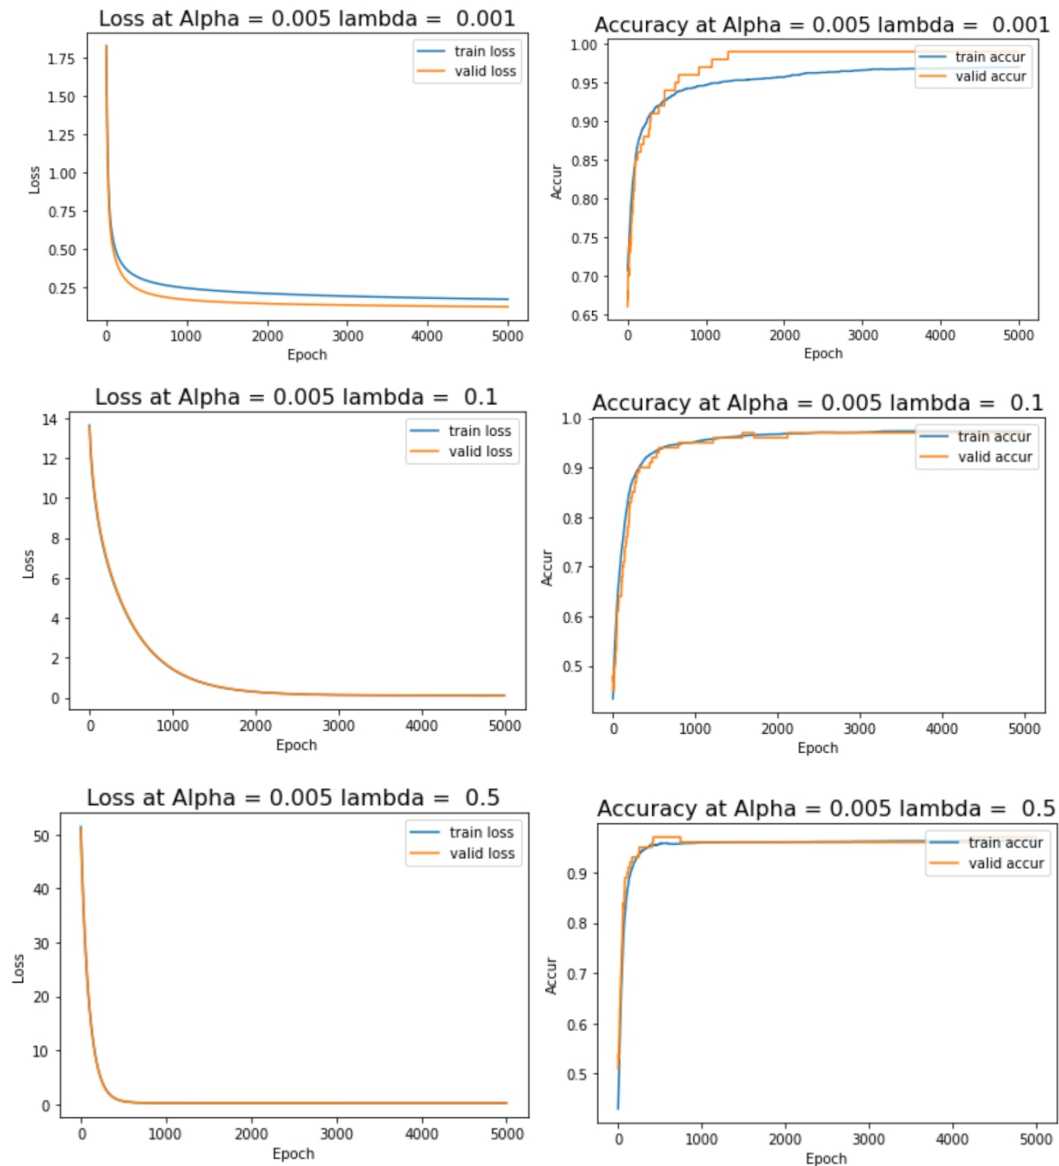 Loss at Alpha = 0.005 lambda =  0.001
1.75
1.50
1.25
1.00
0.75
0.50
0.25
Loss
train loss
valid loss
0 1000 2000 3000 4000 5000
Epoch
Accuracy at Alpha = 0.005 lambda =  0.001
1.00
0.95
0.90
0.85
0.80
0.75
0.70
0.65
Accur
train accur
valid accur
0 1000 2000 3000 4000 5000
Epoch
Loss at Alpha = 0.005 lambda =  0.1
14
12
10
8
6
4
2
0
Loss
train loss
valid loss
0 1000 2000 3000 4000 5000
Epoch
Accuracy at Alpha = 0.005 lambda =  0.1
1.0
0.9
0.8
0.7
0.6
0.5
Accur
train accur
valid accur
0 1000 2000 3000 4000 5000
Epoch
Loss at Alpha = 0.005 lambda =  0.5
50
40
30
20
10
0
Loss
train loss
valid loss
0 1000 2000 3000 4000 5000
Epoch
Accuracy at Alpha = 0.005 lambda =  0.5
0.9
0.8
0.7
0.6
0.5
Accur
train accur
valid accur
0 1000 2000 3000 4000 5000
Epoch